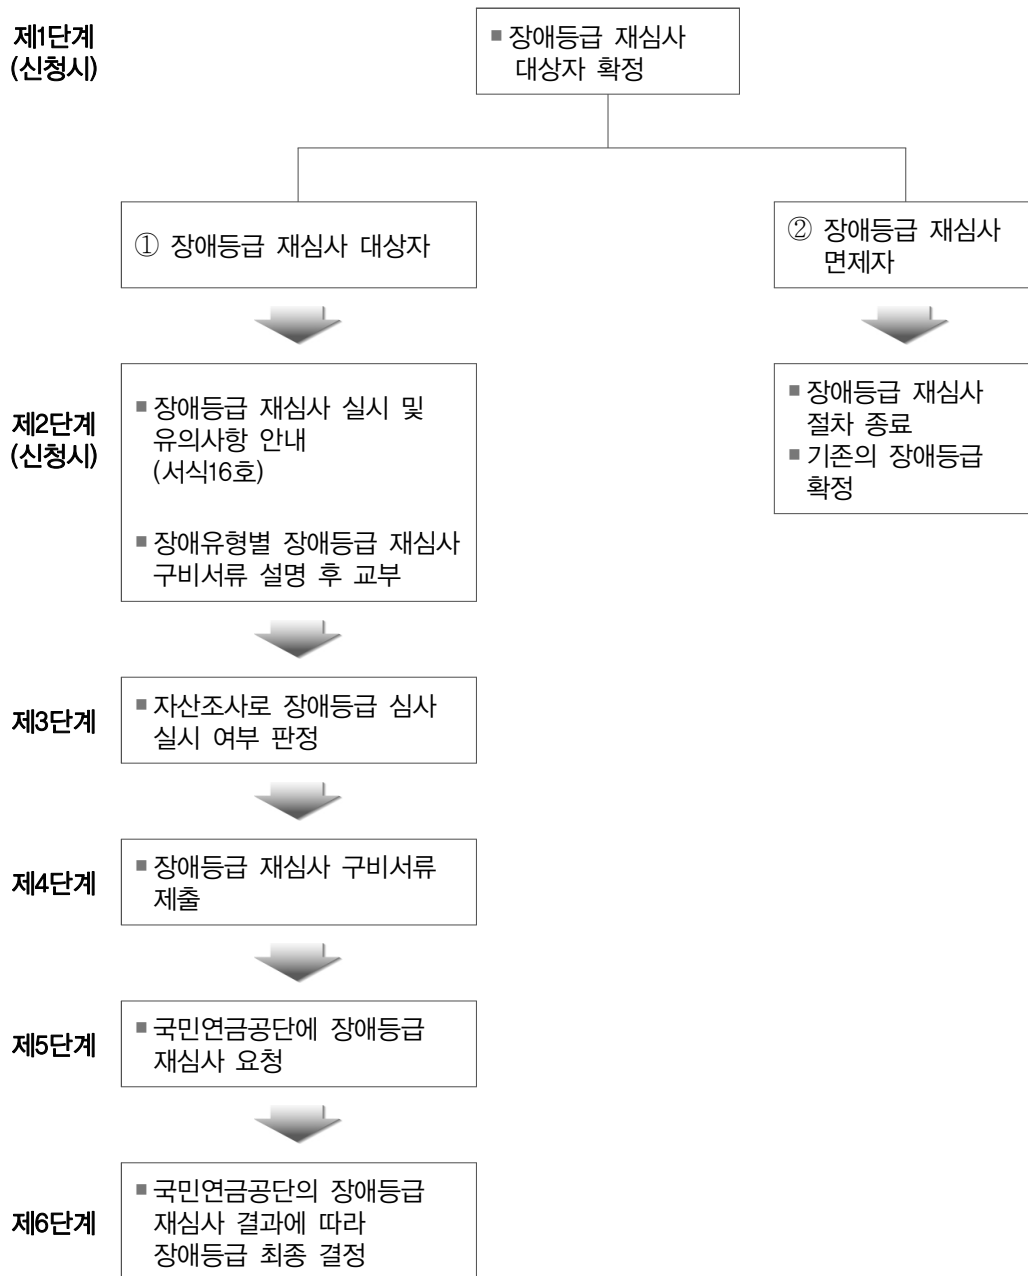 제1단계
(신청시)
▪ 장애등급 재심사
대상자 확정
① 장애등급 재심사 대상자
② 장애등급 재심사
면제자
제2단계
(신청시)
▪ 장애등급 재심사 실시 및
유의사항 안내
(서식16호)
▪ 장애유형별 장애등급 재심사
구비서류 설명 후 교부
▪ 장애등급 재심사
절차 종료
▪ 기존의 장애등급
확정
제3단계
▪ 자산조사로 장애등급 심사
실시 여부 판정
제4단계
▪ 장애등급 재심사 구비서류
제출
제5단계
▪ 국민연금공단에 장애등급
재심사 요청
제6단계
▪ 국민연금공단의 장애등급
재심사 결과에 따라
장애등급 최종 결정